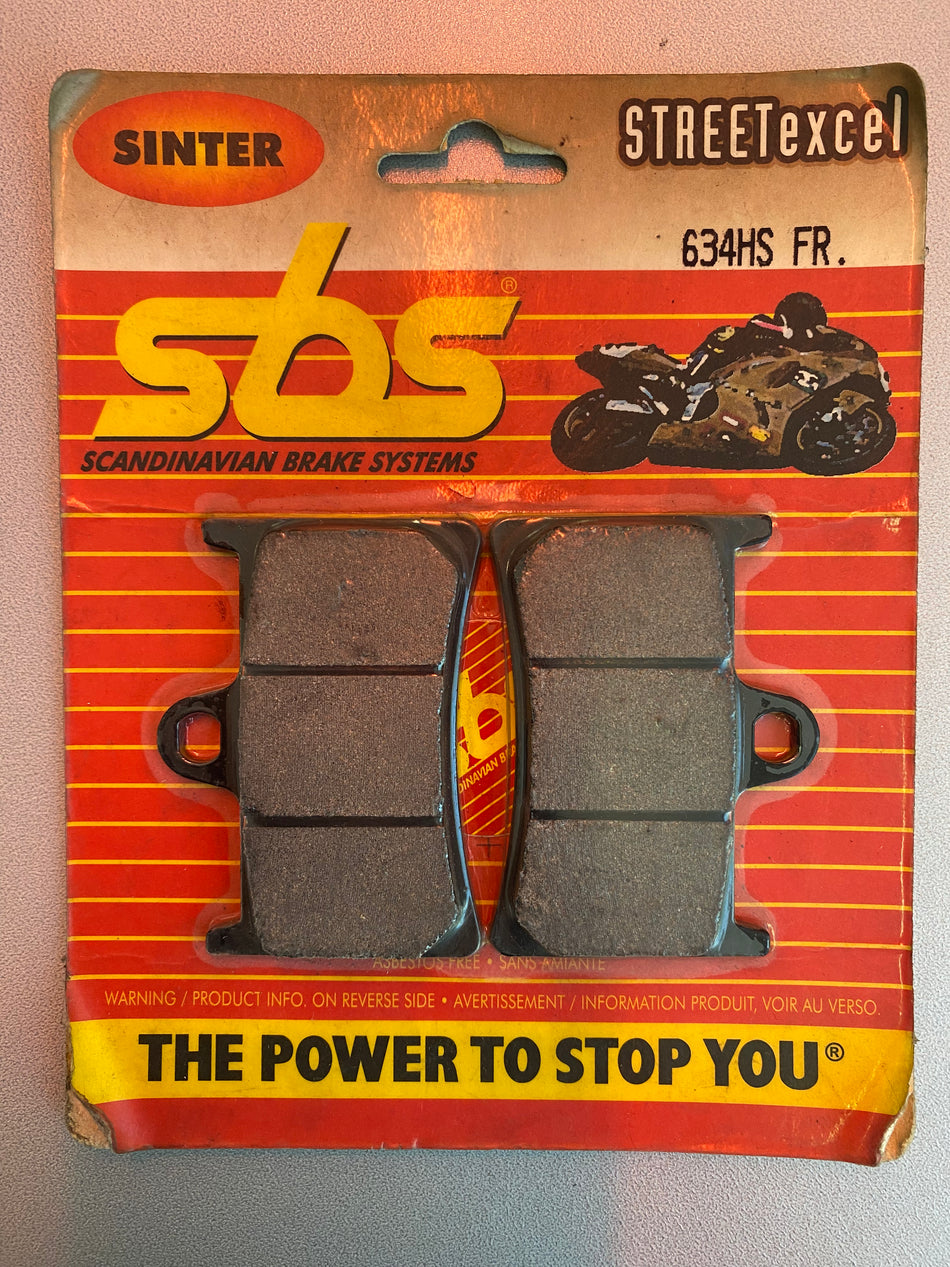 SINTER
STREETexcel
634HS FR.
sbs®
SCANDINAVIAN BRAKE SYSTEMS
ASBESTOS FREE • SANS AMIANTE
WARNING / PRODUCT INFO. ON REVERSE SIDE • AVERTISSEMENT / INFORMATION PRODUIT, VOIR AU VERSO.
THE POWER TO STOP YOU®